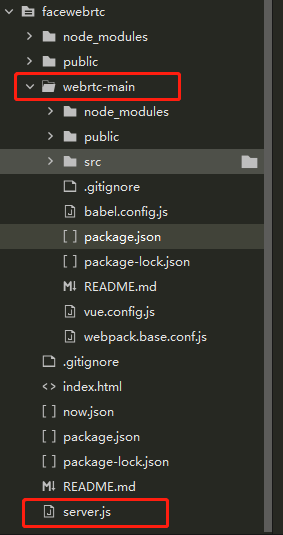 facewebrtc
node_modules
public
webrtc-main
node_modules
public
src
.gitignore
babel.config.js
[ ] package.json
[ ] package-lock.json
M↓ README.md
vue.config.js
webpack.base.conf.js
.gitignore
<> index.html
[ ] now.json
[ ] package.json
[ ] package-lock.json
M↓ README.md
server.js